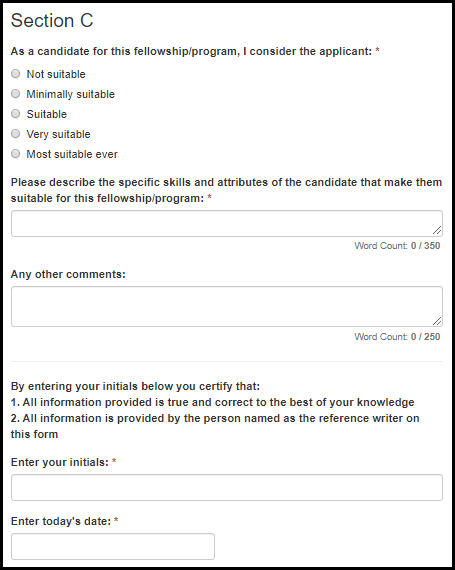 Section C
As a candidate for this fellowship/program, I consider the applicant: *
Not suitable
Minimally suitable
Suitable
Very suitable
Most suitable ever
Please describe the specific skills and attributes of the candidate that make them
suitable for this fellowship/program: *
Word Count: 0 / 350
Any other comments:
Word Count: 0 / 250
By entering your initials below you certify that:
1. All information provided is true and correct to the best of your knowledge
2. All information is provided by the person named as the reference writer on
this form
Enter your initials: *
Enter today's date: *